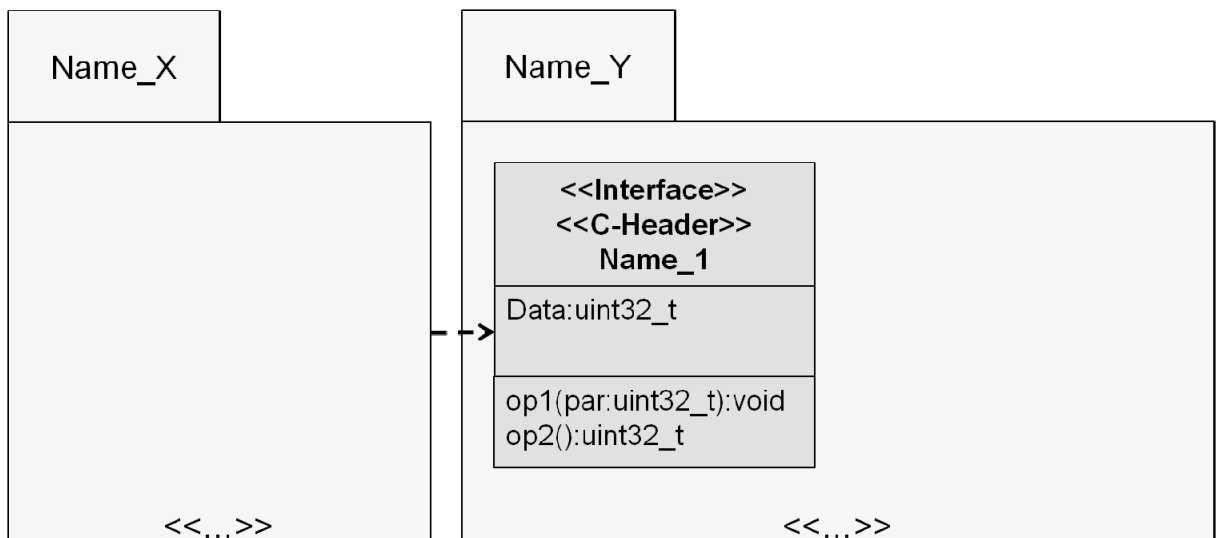 Name_X
Name_Y
<<Interface>>
<<C-Header>>
Name_1
Data:uint32_t
op1(par:uint32_t):void
op2():uint32_t
<<...>>
<<...>>